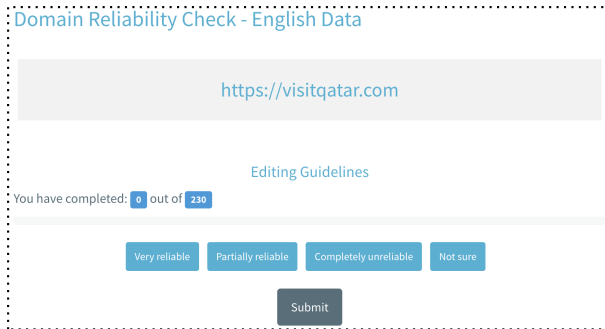 Domain Reliability Check - English Data
https://visitqatar.com
Editing Guidelines
You have completed: 0 out of 230
Very reliable Partially reliable Completely unreliable Not sure
Submit